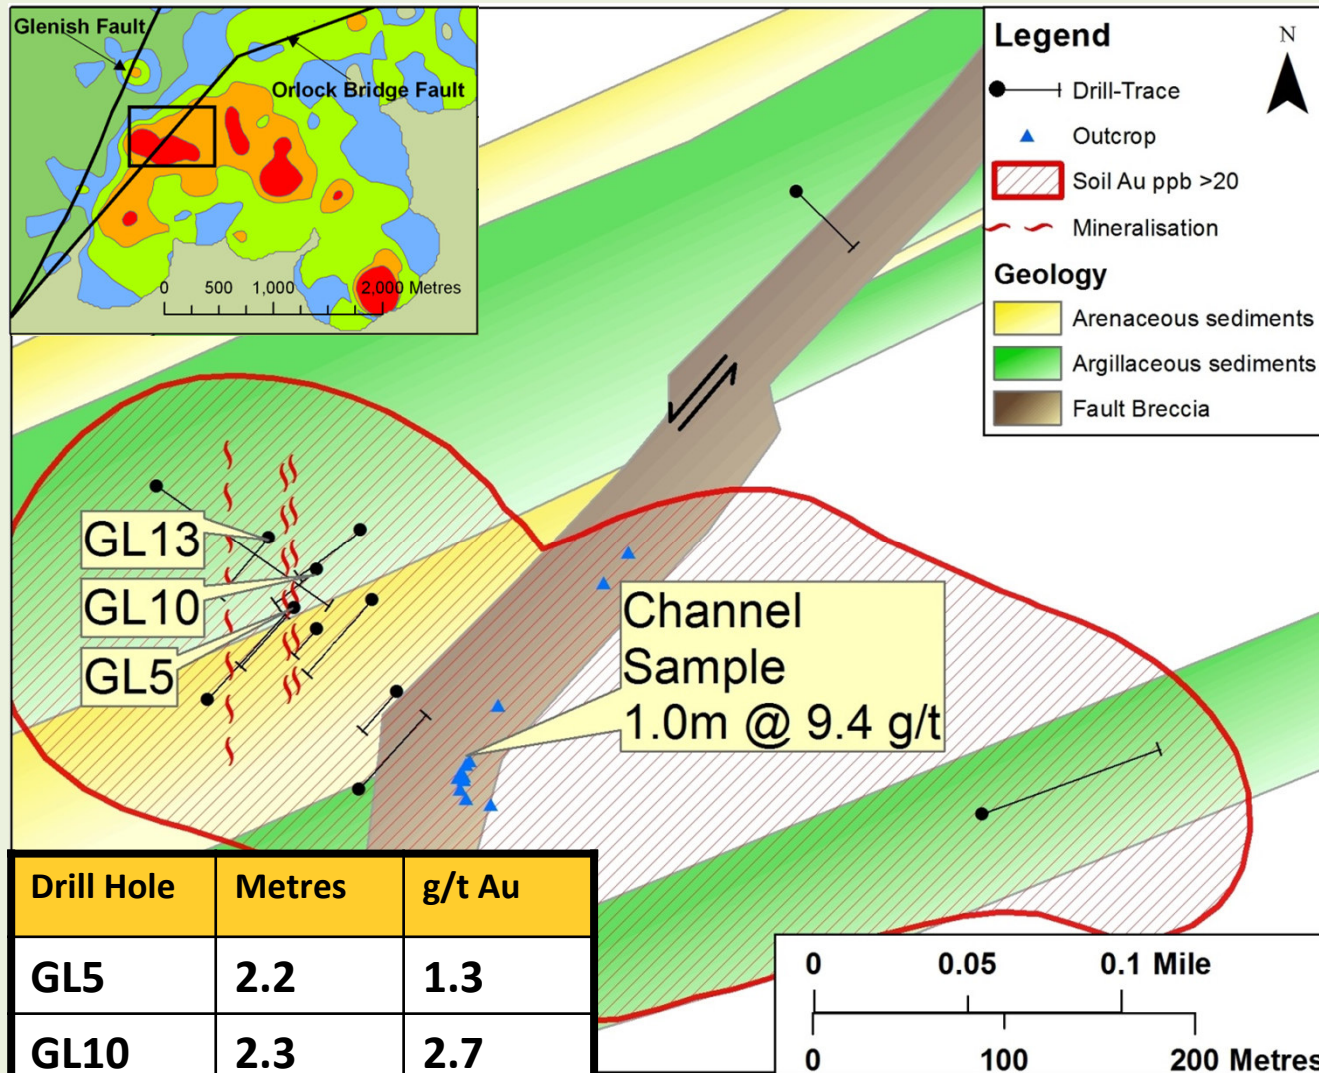 Glenish Fault
Orlock Bridge Fault
0 500 1,000 2,000 Metres
Legend
Drill-Trace
Outcrop
Soil Au ppb >20
Mineralisation
Geology
Arenaceous sediments
Argillaceous sediments
Fault Breccia
N
GL13
GL10
GL5
Channel
Sample
1.0m @ 9.4 g/t
Drill Hole Metres g/t Au
GL5 2.2 1.3
GL10 2.3 2.7
0 0.05 0.1 Mile
0 100 200 Metres